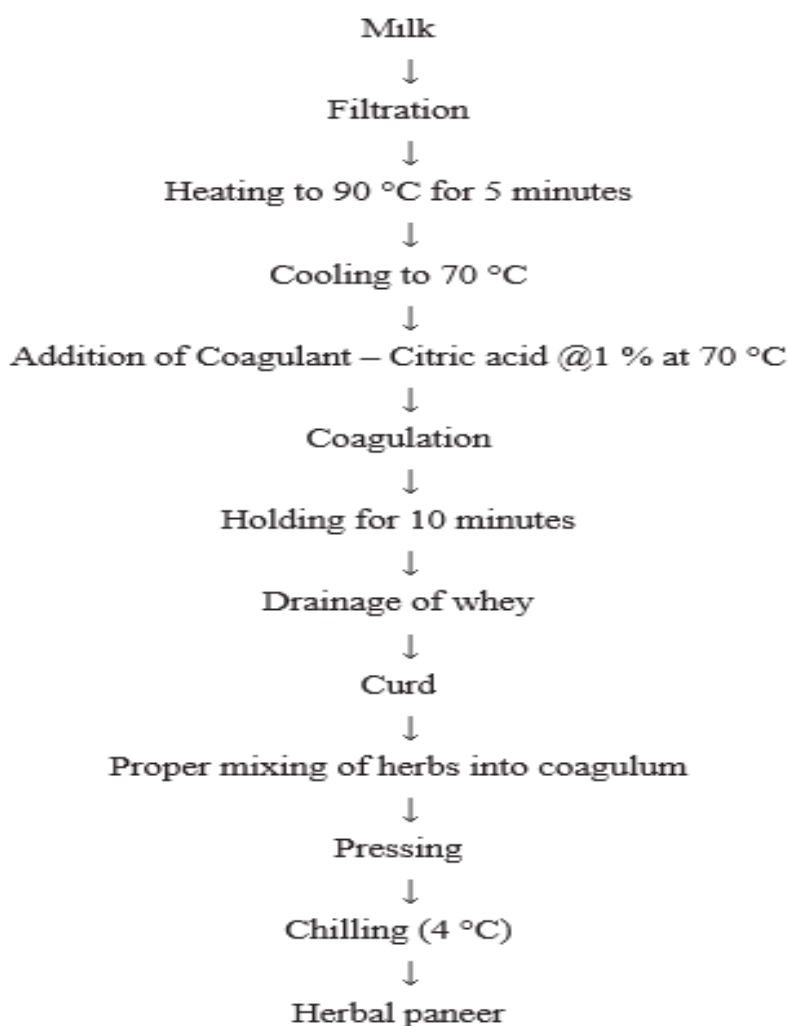 Milk
↓
Filtration
↓
Heating to 90 °C for 5 minutes
↓
Cooling to 70 °C
↓
Addition of Coagulant – Citric acid @1 % at 70 °C
↓
Coagulation
↓
Holding for 10 minutes
↓
Drainage of whey
↓
Curd
↓
Proper mixing of herbs into coagulum
↓
Pressing
↓
Chilling (4 °C)
↓
Herbal paneer